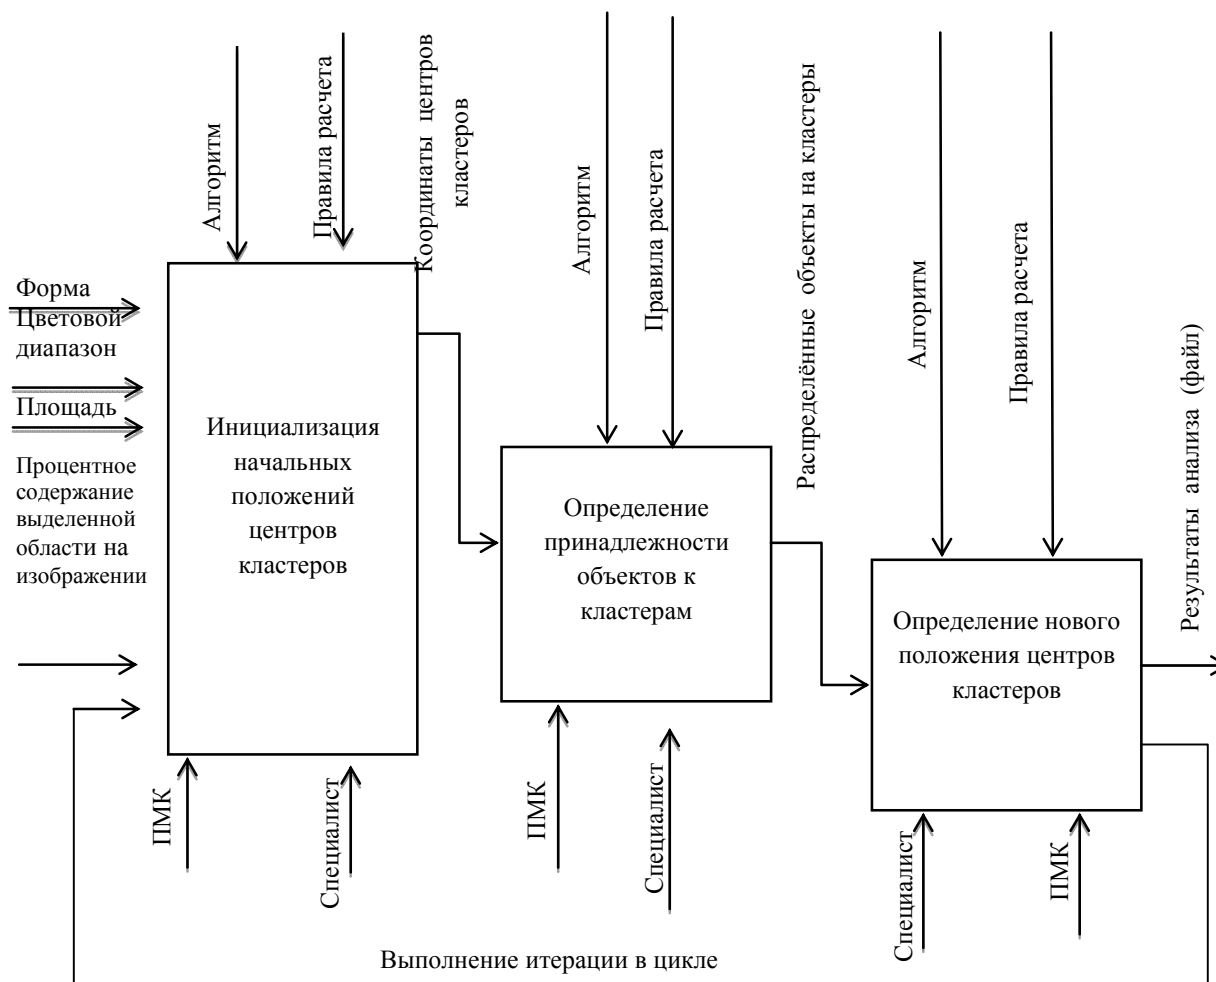 Алгоритм
Правила расчета
Координаты центров
кластеров
Алгоритм
Правила расчета
Распределённые объекты на кластеры
Алгоритм
Правила расчета
Результаты анализа (файл)
Форма
Цветовой
диапазон
Площадь
Процентное
содержание
выделенной
области на
изображении
Инициализация
начальных
положений
центров
кластеров
Определение
принадлежности
объектов к
кластерам
Определение нового
положения центров
кластеров
ПМК
Специалист
ПМК
Специалист
Специалист
ПМК
Выполнение итерации в цикле